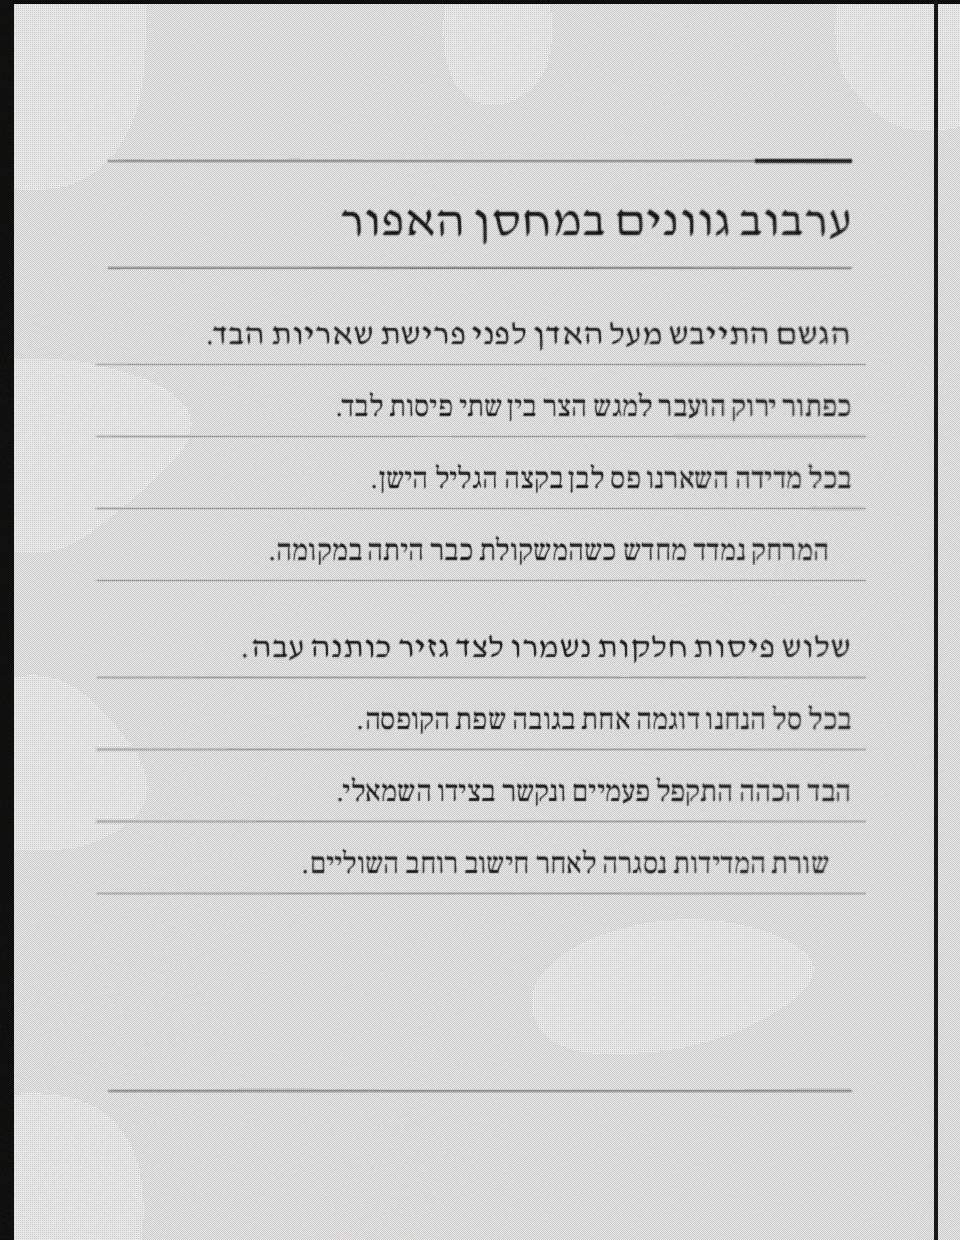 ערבוב גוונים במחסן האפור
הגשם התייבש מעל האדן לפני פרישת שאריות הבד.
כפתור ירוק הועבר למגש הצר בין שתי פיסות לבד.
בכל מדידה השארנו פס לבן בקצה הגליל הישן.
המרחק נמדד מחדש כשהמשקולת כבר היתה במקומה.
שלוש פיסות חלקות נשמרו לצד גזיר כותנה עבה.
בכל סל הנחנו דוגמה אחת בגובה שפת הקופסה.
הבד הכהה התקפל פעמיים ונקשר בצידו השמאלי.
שורת המדידות נסגרה לאחר חישוב רוחב השוליים.